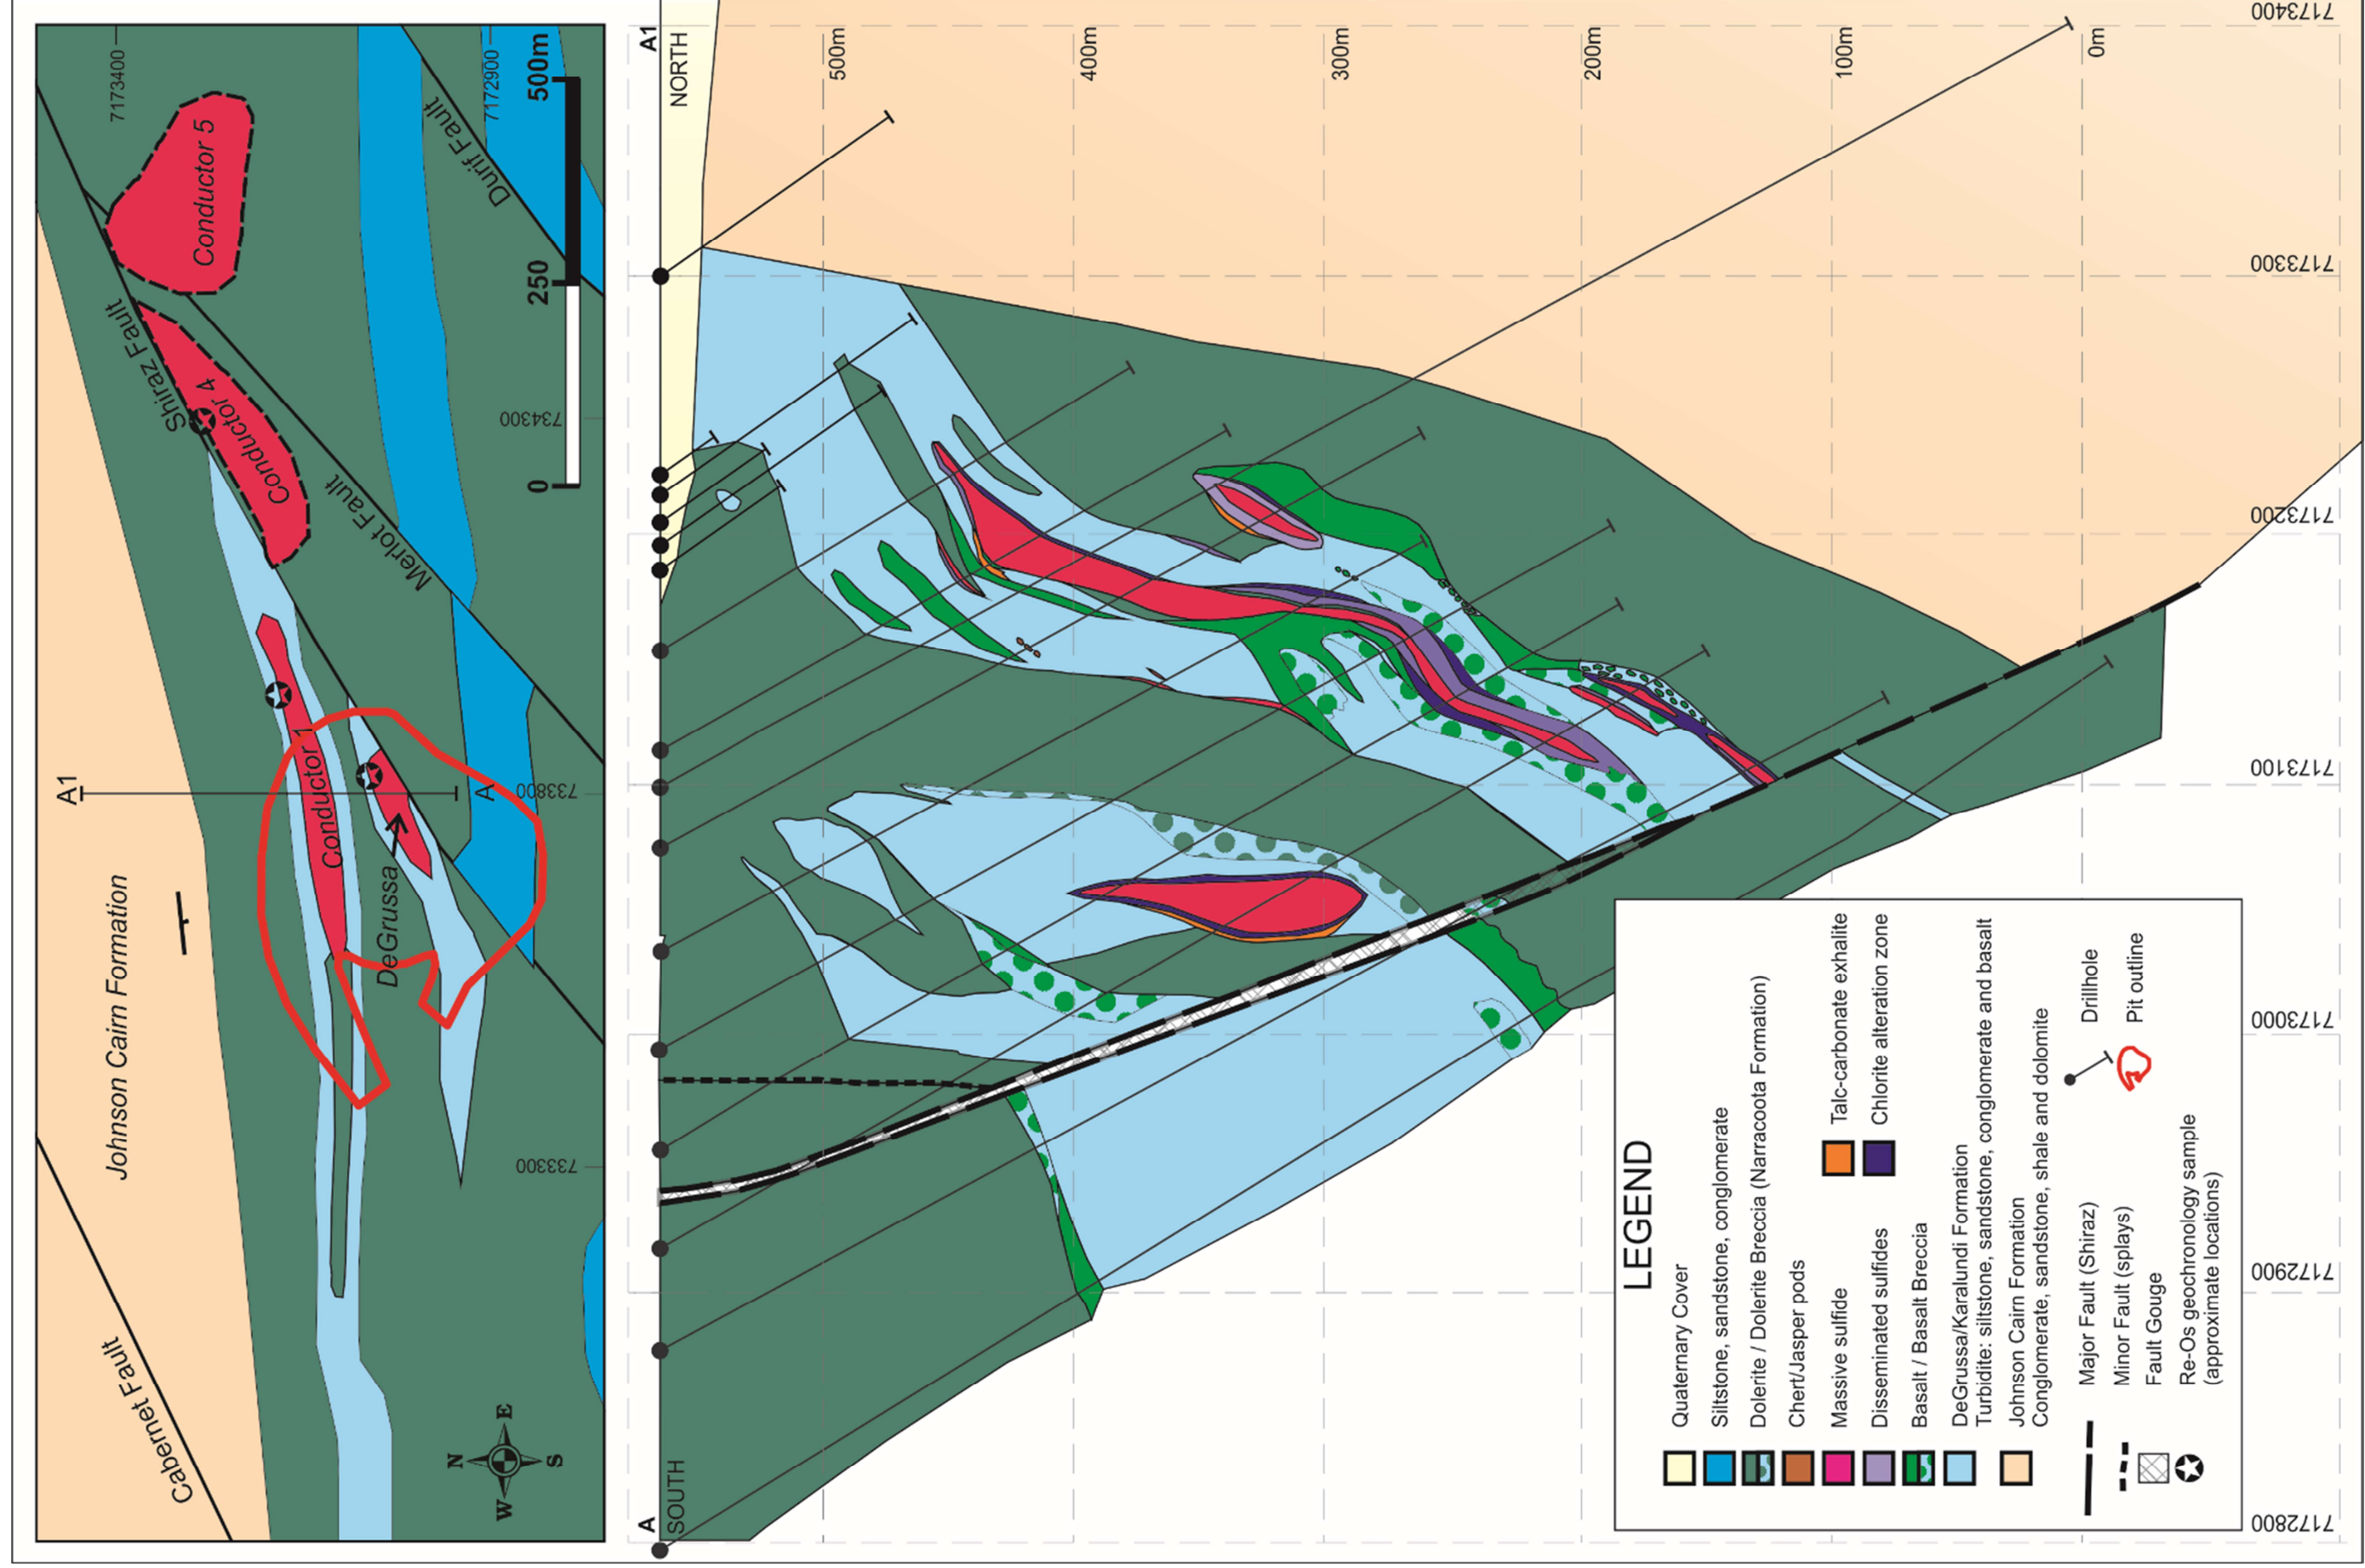 Cabernet Fault
Johnson Cairn Formation
A1
A
Shiraz Fault
Conductor 1
DeGrussa
Conductor 4
Conductor 5
Merlot Fault
Durif Fault
7173400
7172900
733300
733800
734300
0
250
500m
N
E
S
W
A
SOUTH
A1
NORTH
500m
400m
300m
200m
100m
0m
7172800
7172900
7173000
7173100
7173200
7173300
7173400
LEGEND
Quaternary Cover
Siltstone, sandstone, conglomerate
Dolerite / Dolerite Breccia (Narracoota Formation)
Chert/Jasper pods
Massive sulfide
Talc-carbonate exhalite
Disseminated sulfides
Chlorite alteration zone
Basalt / Basalt Breccia
DeGrussa/Karalundi Formation
Turbidite: siltstone, sandstone, conglomerate and basalt
Johnson Cairn Formation
Conglomerate, sandstone, shale and dolomite
Major Fault (Shiraz)
Drillhole
Minor Fault (splays)
Pit outline
Fault Gouge
Re-Os geochronology sample
(approximate locations)